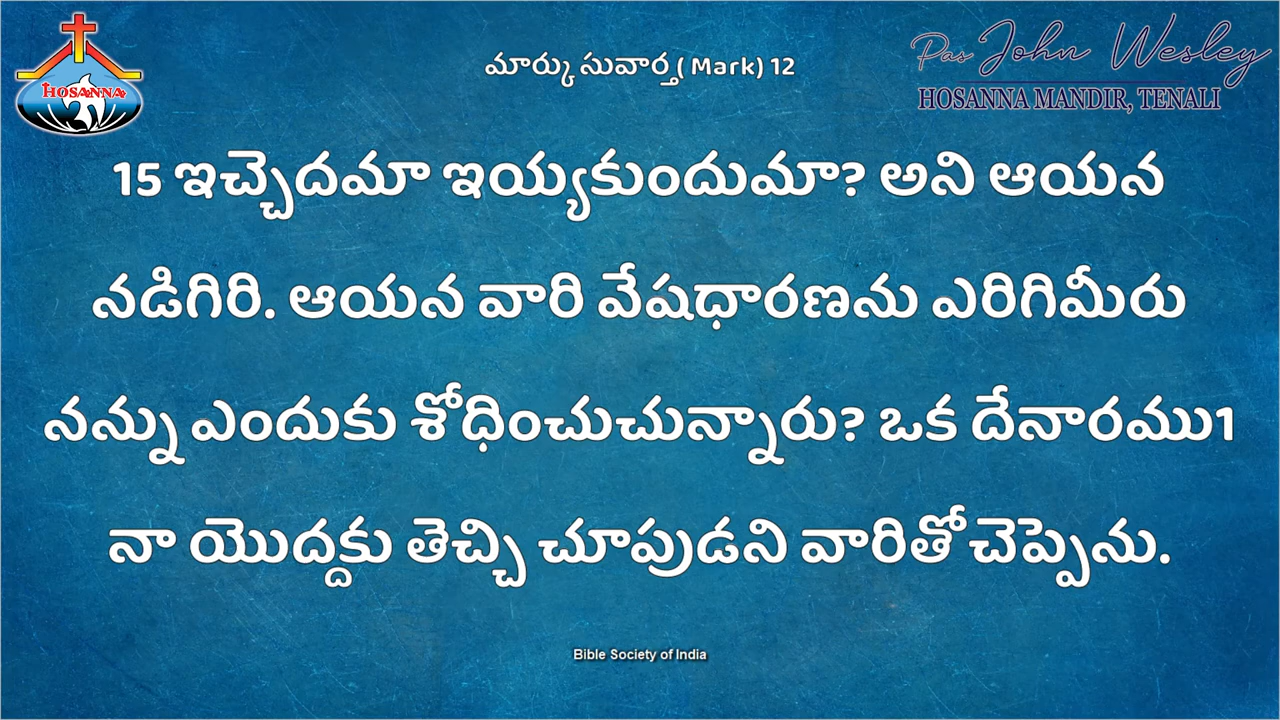 HOSANNA
Pas John Wesley
HOSANNA MANDIR, TENALI
మార్కు సువార్త( Mark) 12
15 ఇచ్చెదమా ఇయ్యకుందుమా? అని ఆయన
నడిగిరి. ఆయన వారి వేషధారణను ఎరిగిమీరు
నన్ను ఎందుకు శోధించుచున్నారు? ఒక దేనారము1
నా యొద్దకు తెచ్చి చూపుడని వారితో చెప్పెను.
Bible Society of India